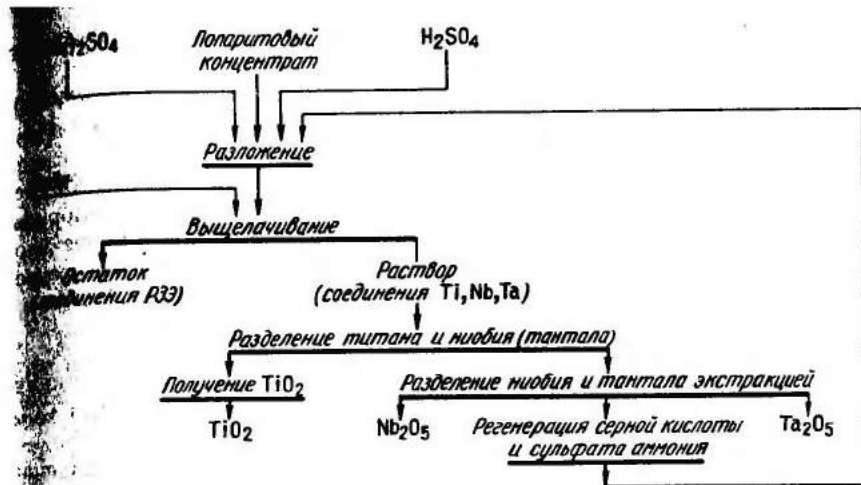 ₂SO₄
Лопаритовый
концентрат
H₂SO₄
Разложение
Выщелачивание
Остаток
(соединения РЗЭ)
Раствор
(соединения Ti, Nb, Ta)
Разделение титана и ниобия (тантала)
Получение TiO₂
Разделение ниобия и тантала экстракцией
TiO₂
Nb₂O₅
Регенерация серной кислоты
и сульфата аммония
Ta₂O₅